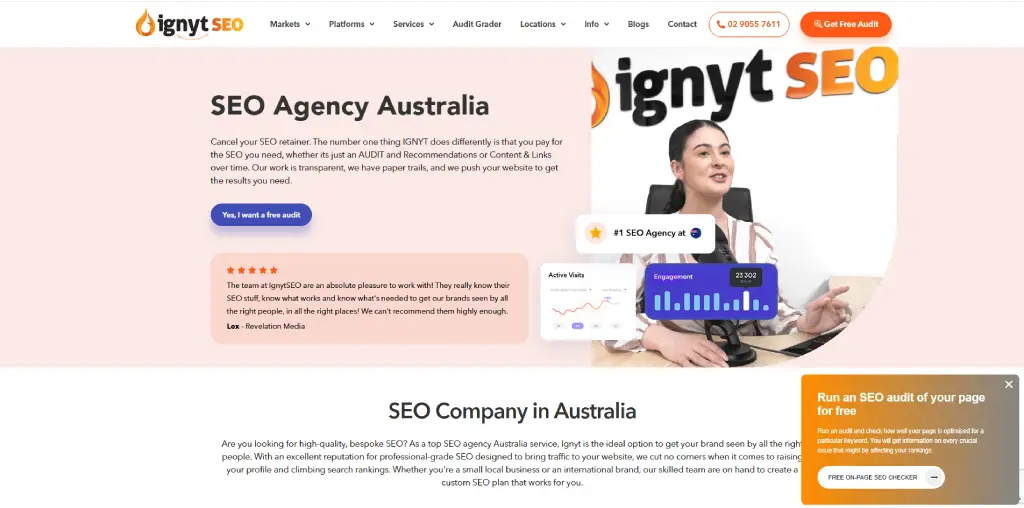 ignyt SEO
Markets
Platforms
Services
Audit Grader
Locations
Info
Blogs
Contact
02 9055 7611
Get Free Audit
ignyt SEO
SEO Agency Australia
Cancel your SEO retainer. The number one thing IGNYT does differently is that you pay for
the SEO you need, whether its just an AUDIT and Recommendations or Content & Links
over time. Our work is transparent, we have paper trails, and we push your website to get
the results you need.
Yes, I want a free audit
#1 SEO Agency at
Active Visits
Engagement
23 302
The team at IgnytSEO are an absolute pleasure to work with! They really know their
SEO stuff, know what works and know what's needed to get our brands seen by all
the right people, in all the right places! We can't recommend them highly enough.
Lex - Revelation Media
SEO Company in Australia
Are you looking for high-quality, bespoke SEO? As a top SEO agency Australia service, Ignyt is the ideal option to get your brand seen by all the right
people. With an excellent repuration for professional-grade SEO designed to bring traffic to your website, we cut no corners when it comes to raising
your profile and climbing search rankings. Whether you're a small local business or an international brand, our skilled team are on hand to create a
custom SEO plan that works for you.
Run an SEO audit of your page
for free
Run an audit and check how well your page is optimised for a
particular keyword. You will get information on every crucial
issue that might be affecting your rankings.
FREE ON-PAGE SEO CHECKER